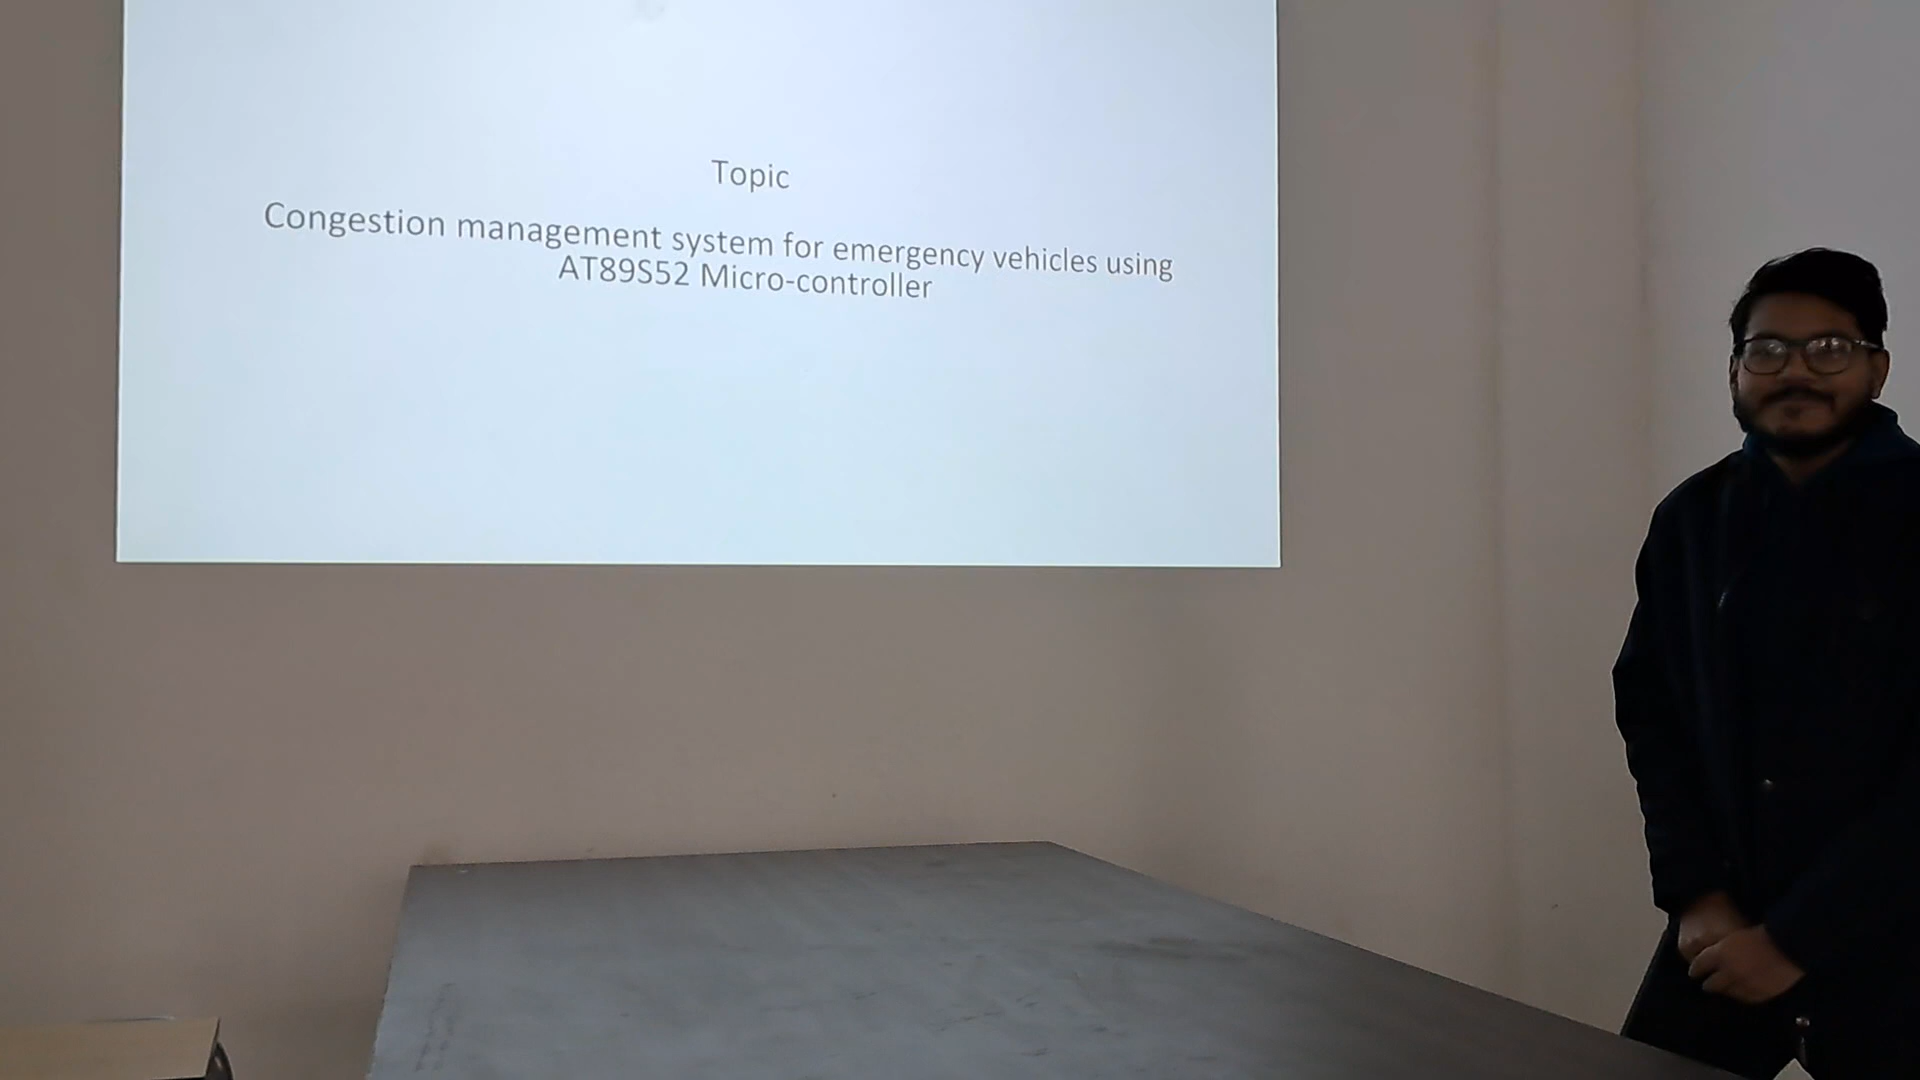 Topic
Congestion management system for emergency vehicles using
AT89S52 Micro-controller